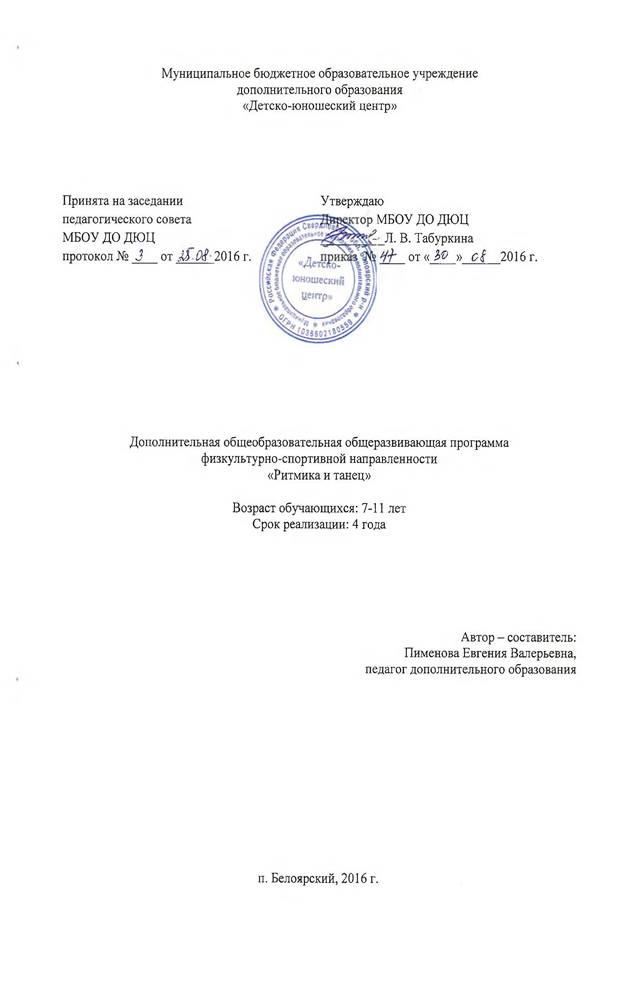 Муниципальное бюджетное образовательное учреждение
дополнительного образования
«Детско-юношеский центр»
Принята на заседании
педагогического совета
МБОУ ДО ДЮЦ
протокол № 3 от 25.08. 2016 г.
Утверждаю
Директор МБОУ ДО ДЮЦ
Л. В. Табуркина
приказ № 47 от «30» 08 2016 г.
«Детско-
юношеский
центр»
ОГРН 1036602180559
Дополнительная общеобразовательная общеразвивающая программа
физкультурно-спортивной направленности
«Ритмика и танец»
Возраст обучающихся: 7-11 лет
Срок реализации: 4 года
Автор – составитель:
Пименова Евгения Валерьевна,
педагог дополнительного образования
п. Белоярский, 2016 г.